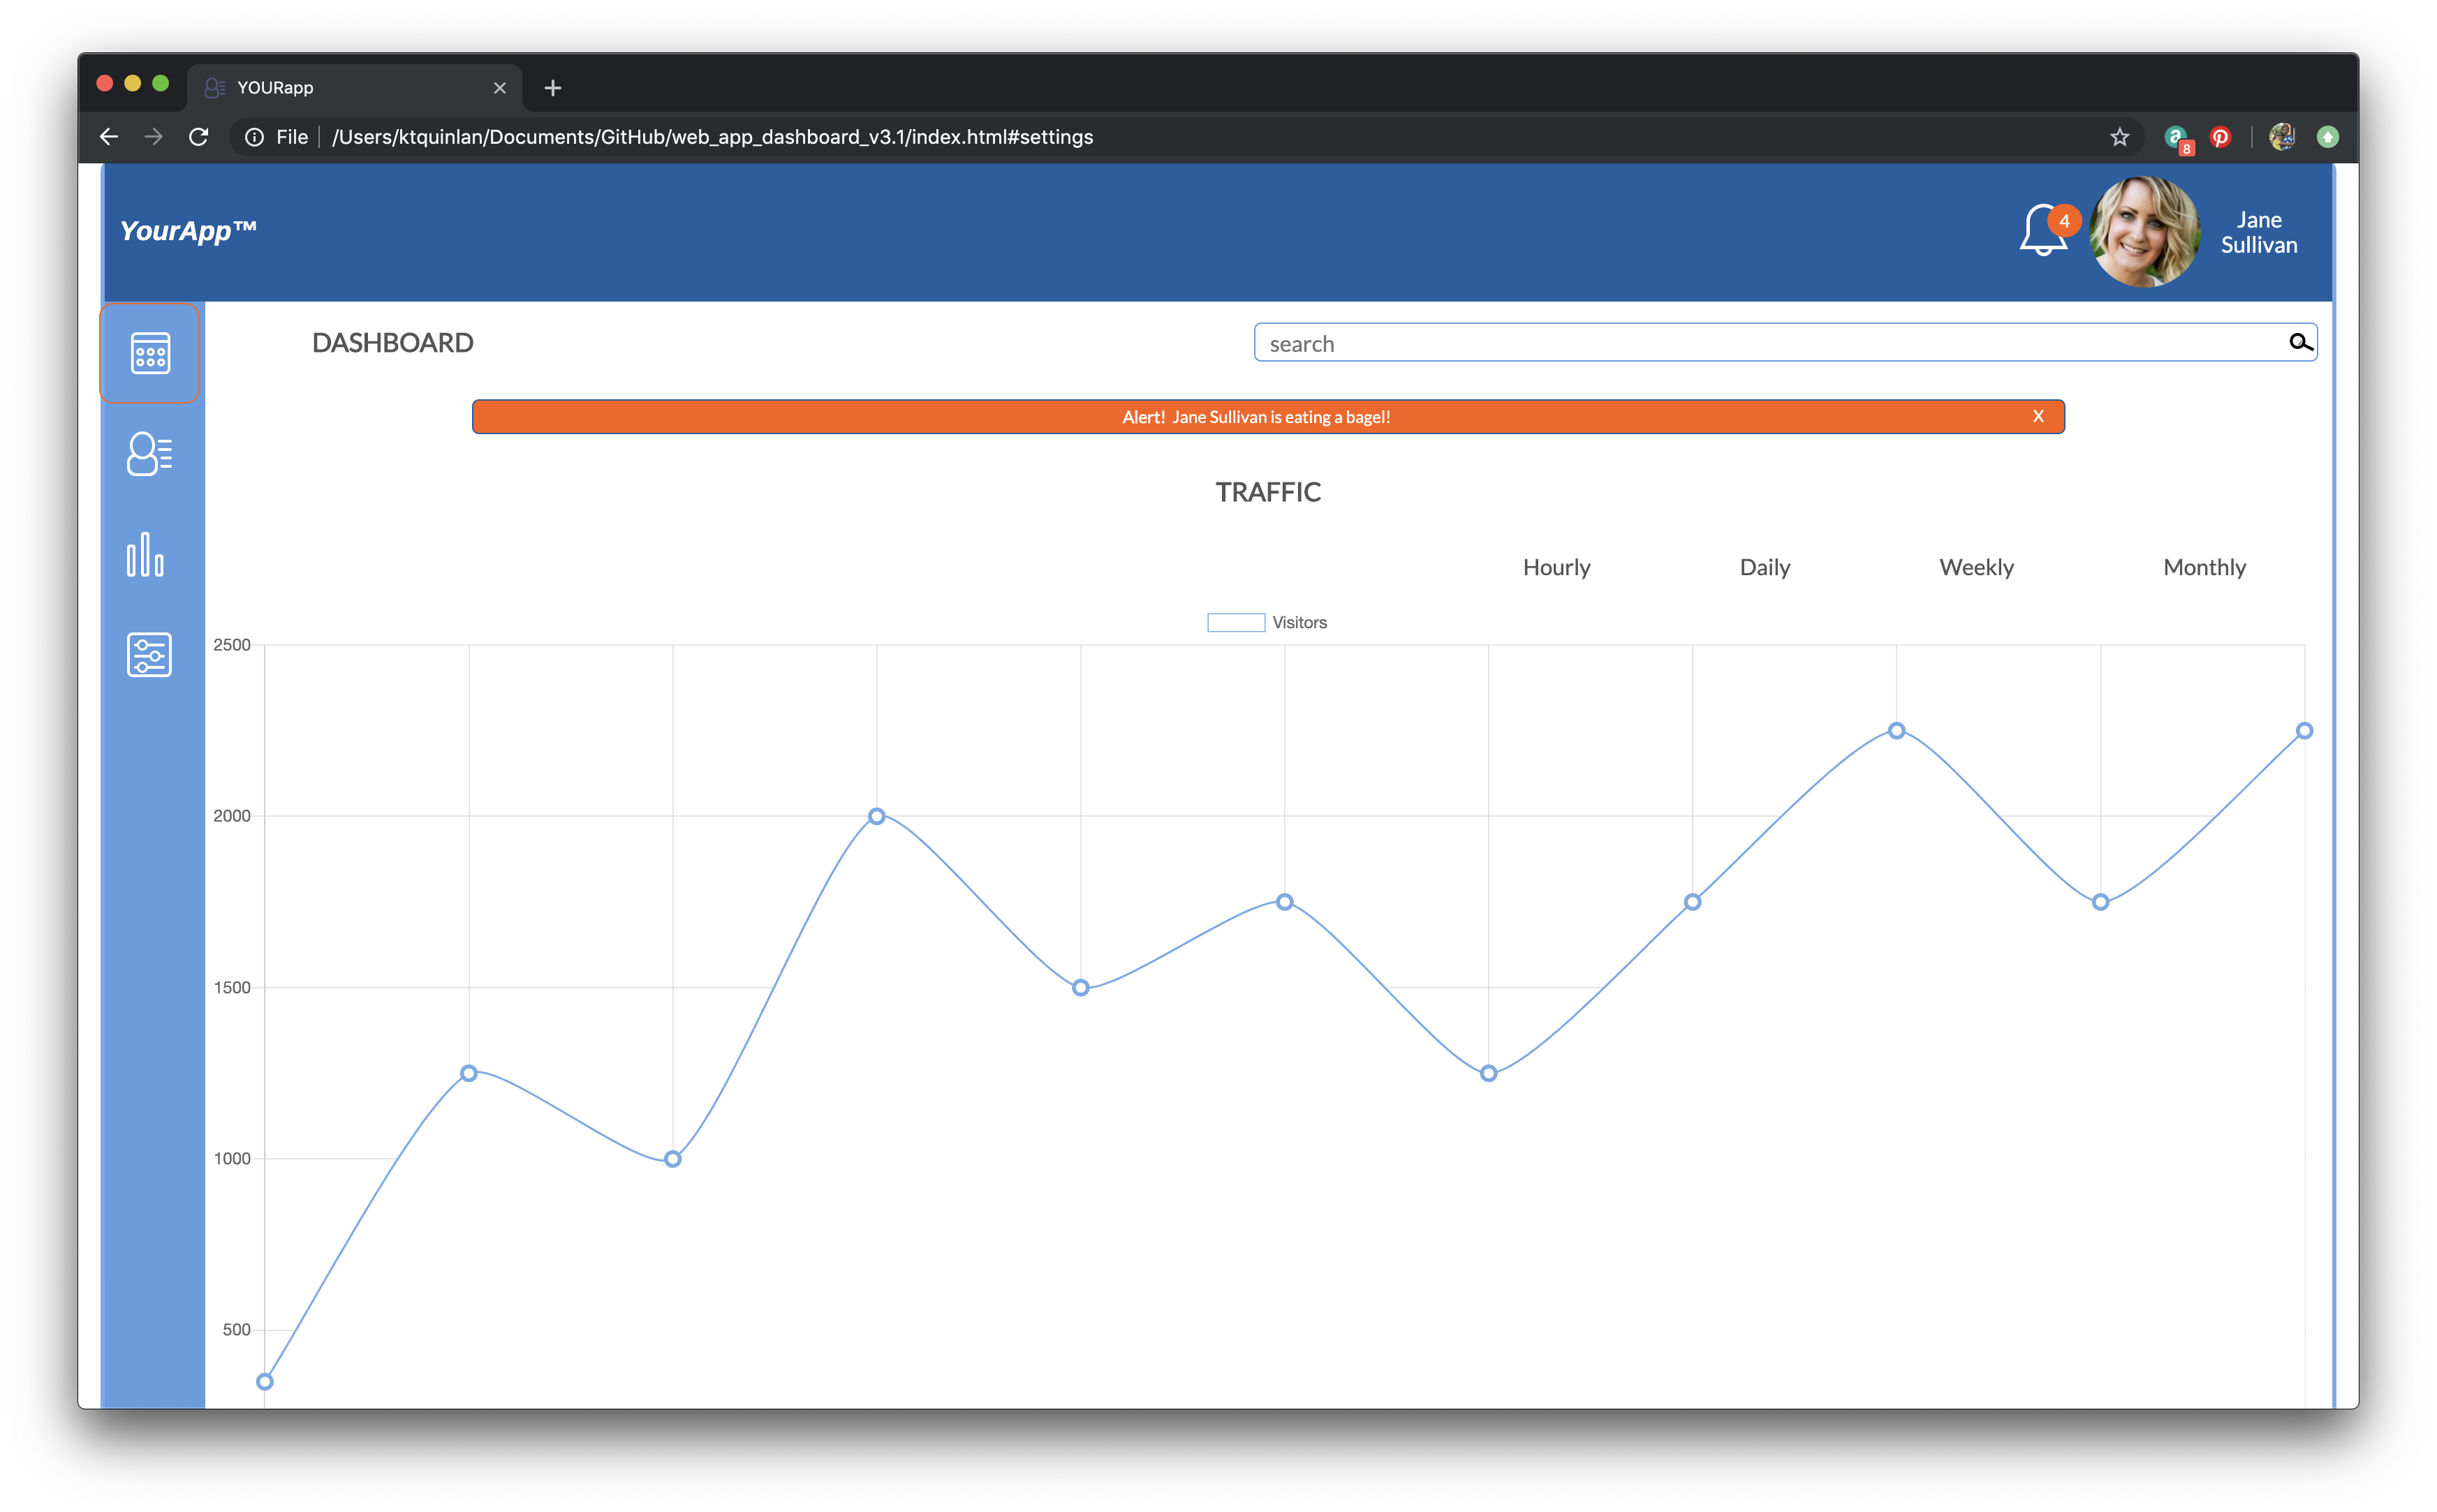 YOURapp
File /Users/ktquinlan/Documents/GitHub/web_app_dashboard_v3.1/index.html#settings
a 8
YourApp™
4
Jane
Sullivan
DASHBOARD
search
Alert! Jane Sullivan is eating a bagel! X
TRAFFIC
Hourly Daily Weekly Monthly
Visitors
2500
2000
1500
1000
500